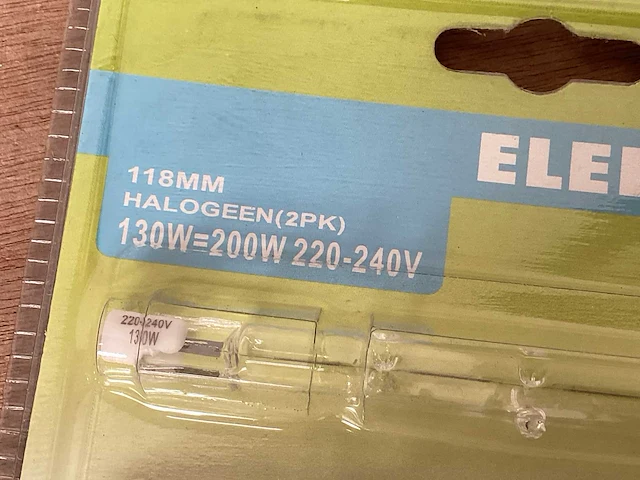 ELE
118MM
HALOGEEN(2PK)
130W=200W 220-240V
220-240V
130W